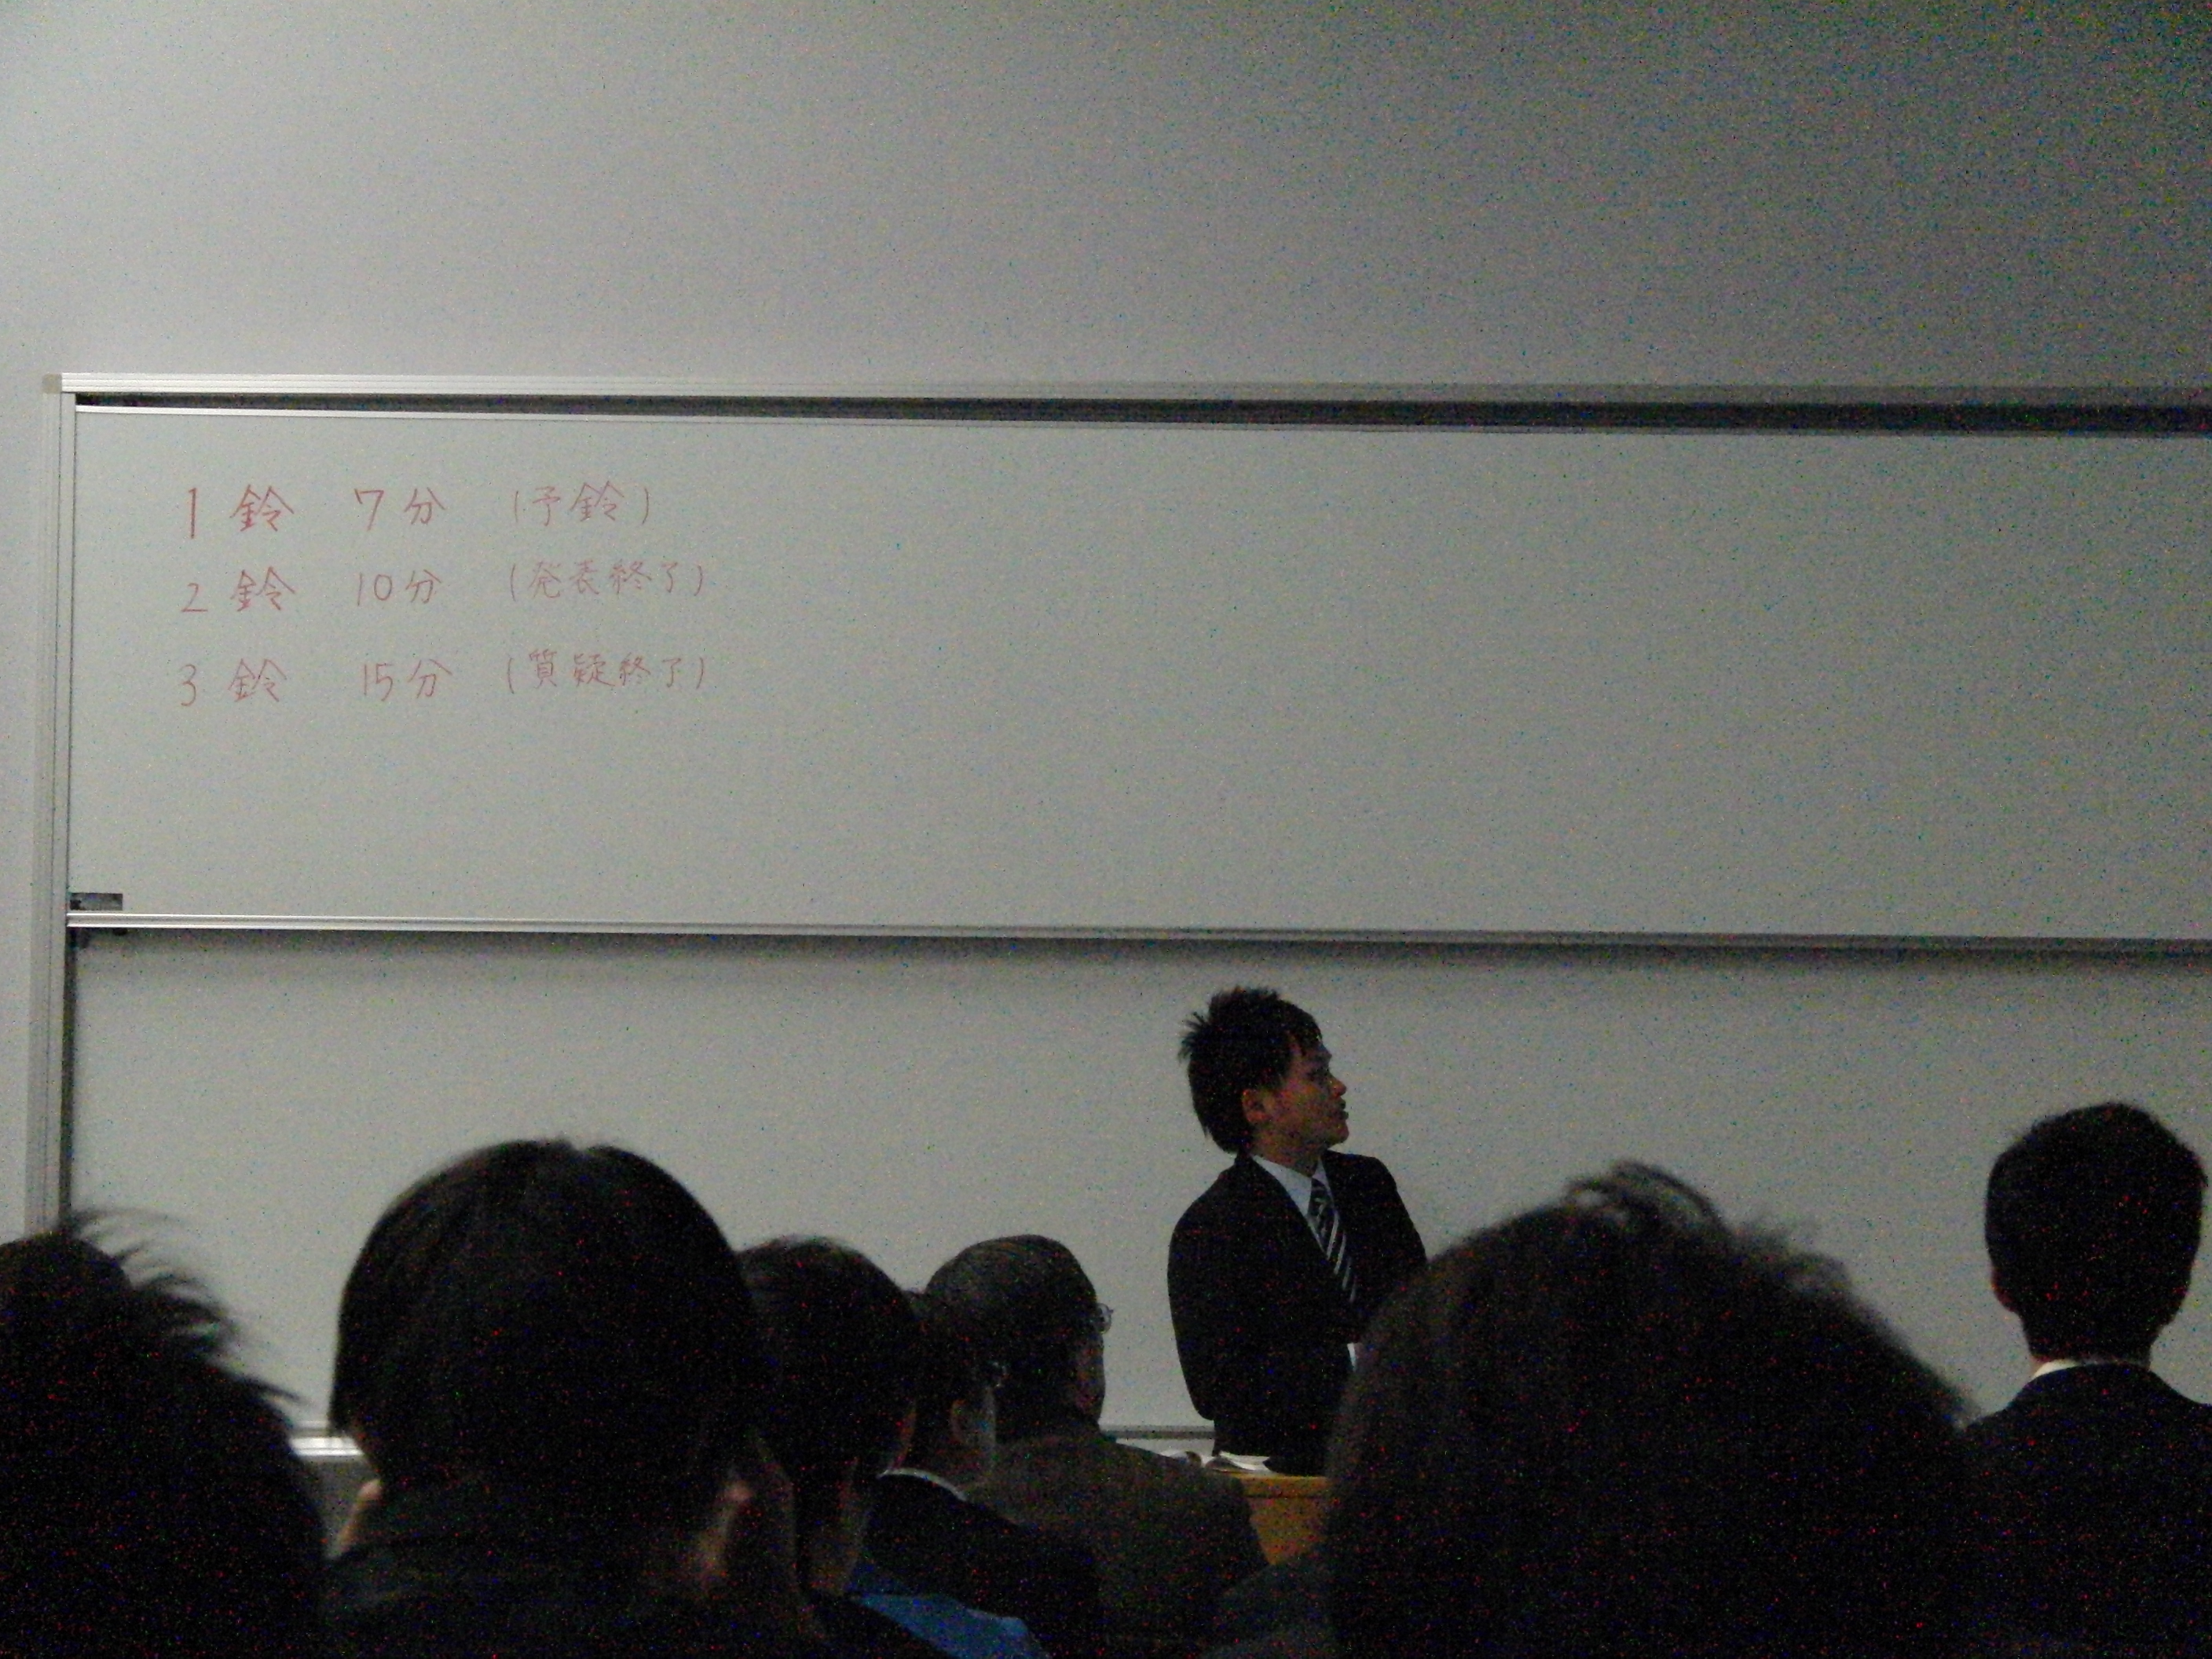 1鈴 7分 (予鈴)
2鈴 10分 (発表終了)
3鈴 15分 (質疑終了)